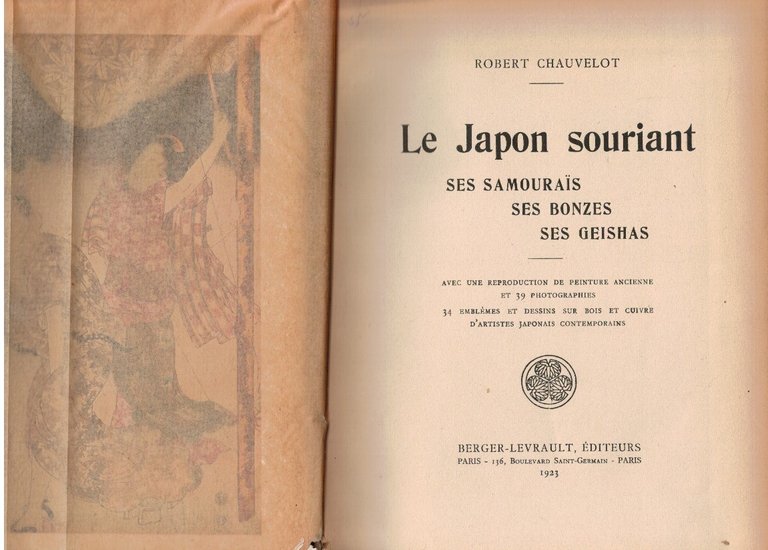 ROBERT CHAUVELOT
Le Japon souriant
SES SAMOURAÏS
SES BONZES
SES GEISHAS
AVEC UNE REPRODUCTION DE PEINTURE ANCIENNE
ET 39 PHOTOGRAPHIES
34 EMBLÈMES ET DESSINS SUR BOIS ET CUIVRE
D'ARTISTES JAPONAIS CONTEMPORAINS
BERGER-LEVRAULT, ÉDITEURS
PARIS - 136, BOULEVARD SAINT-GERMAIN - PARIS
1923